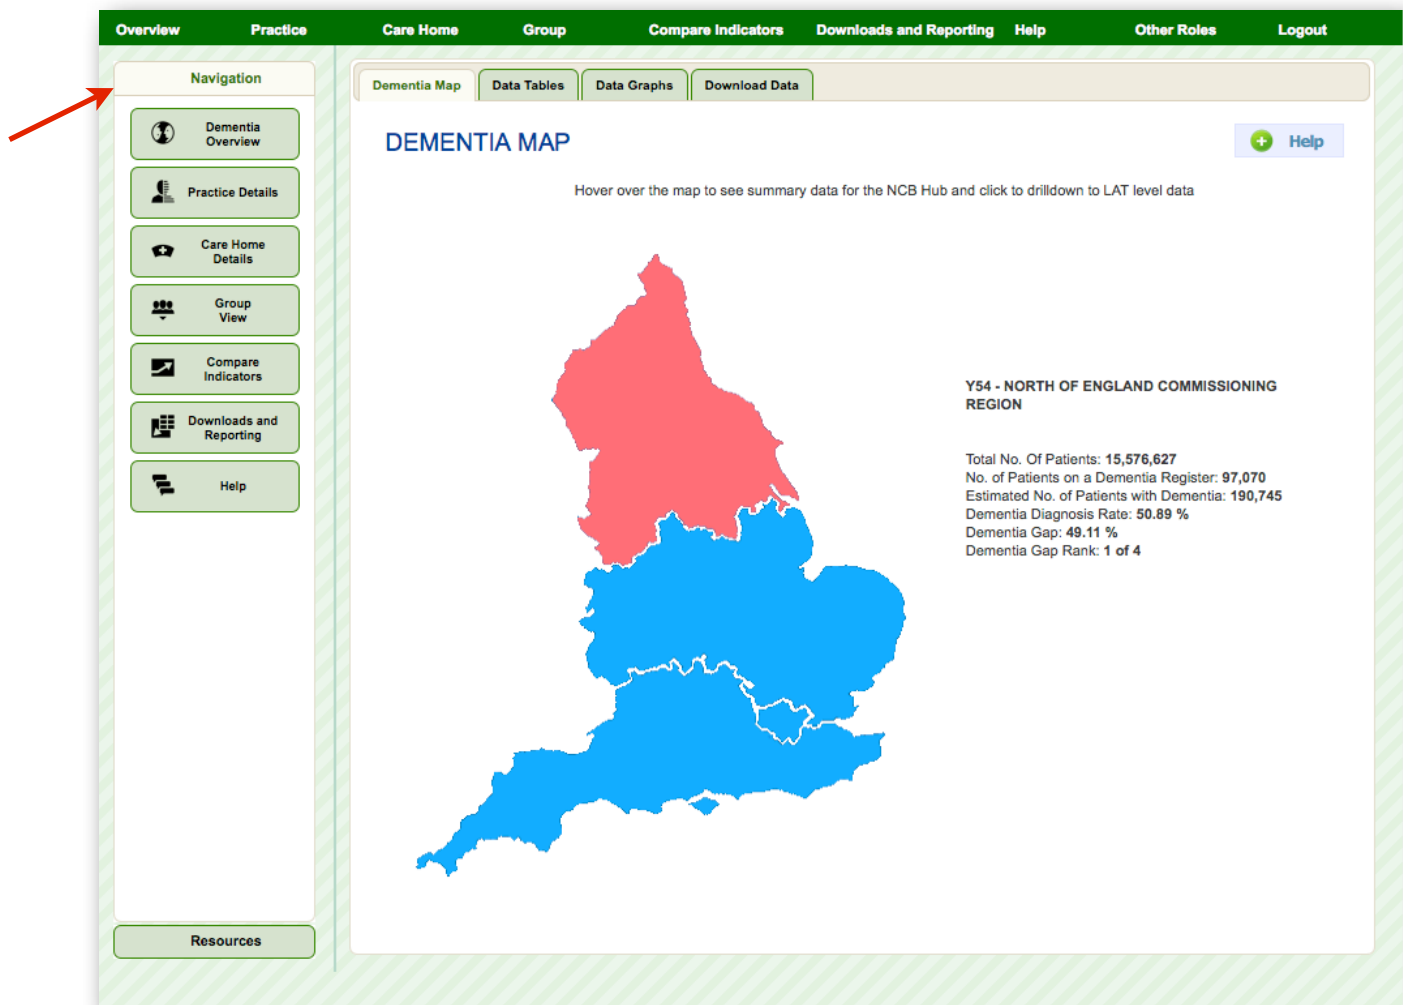 Overview Practice Care Home Group Compare Indicators Downloads and Reporting Help Other Roles Logout
Navigation
Dementia
Overview
Practice Details
Care Home
Details
Group
View
Compare
Indicators
Downloads and
Reporting
Help
Resources
Dementia Map Data Tables Data Graphs Download Data
DEMENTIA MAP
Help
Hover over the map to see summary data for the NCB Hub and click to drilldown to LAT level data
Y54 - NORTH OF ENGLAND COMMISSIONING
REGION
Total No. Of Patients: 15,576,627
No. of Patients on a Dementia Register: 97,070
Estimated No. of Patients with Dementia: 190,745
Dementia Diagnosis Rate: 50.89 %
Dementia Gap: 49.11 %
Dementia Gap Rank: 1 of 4